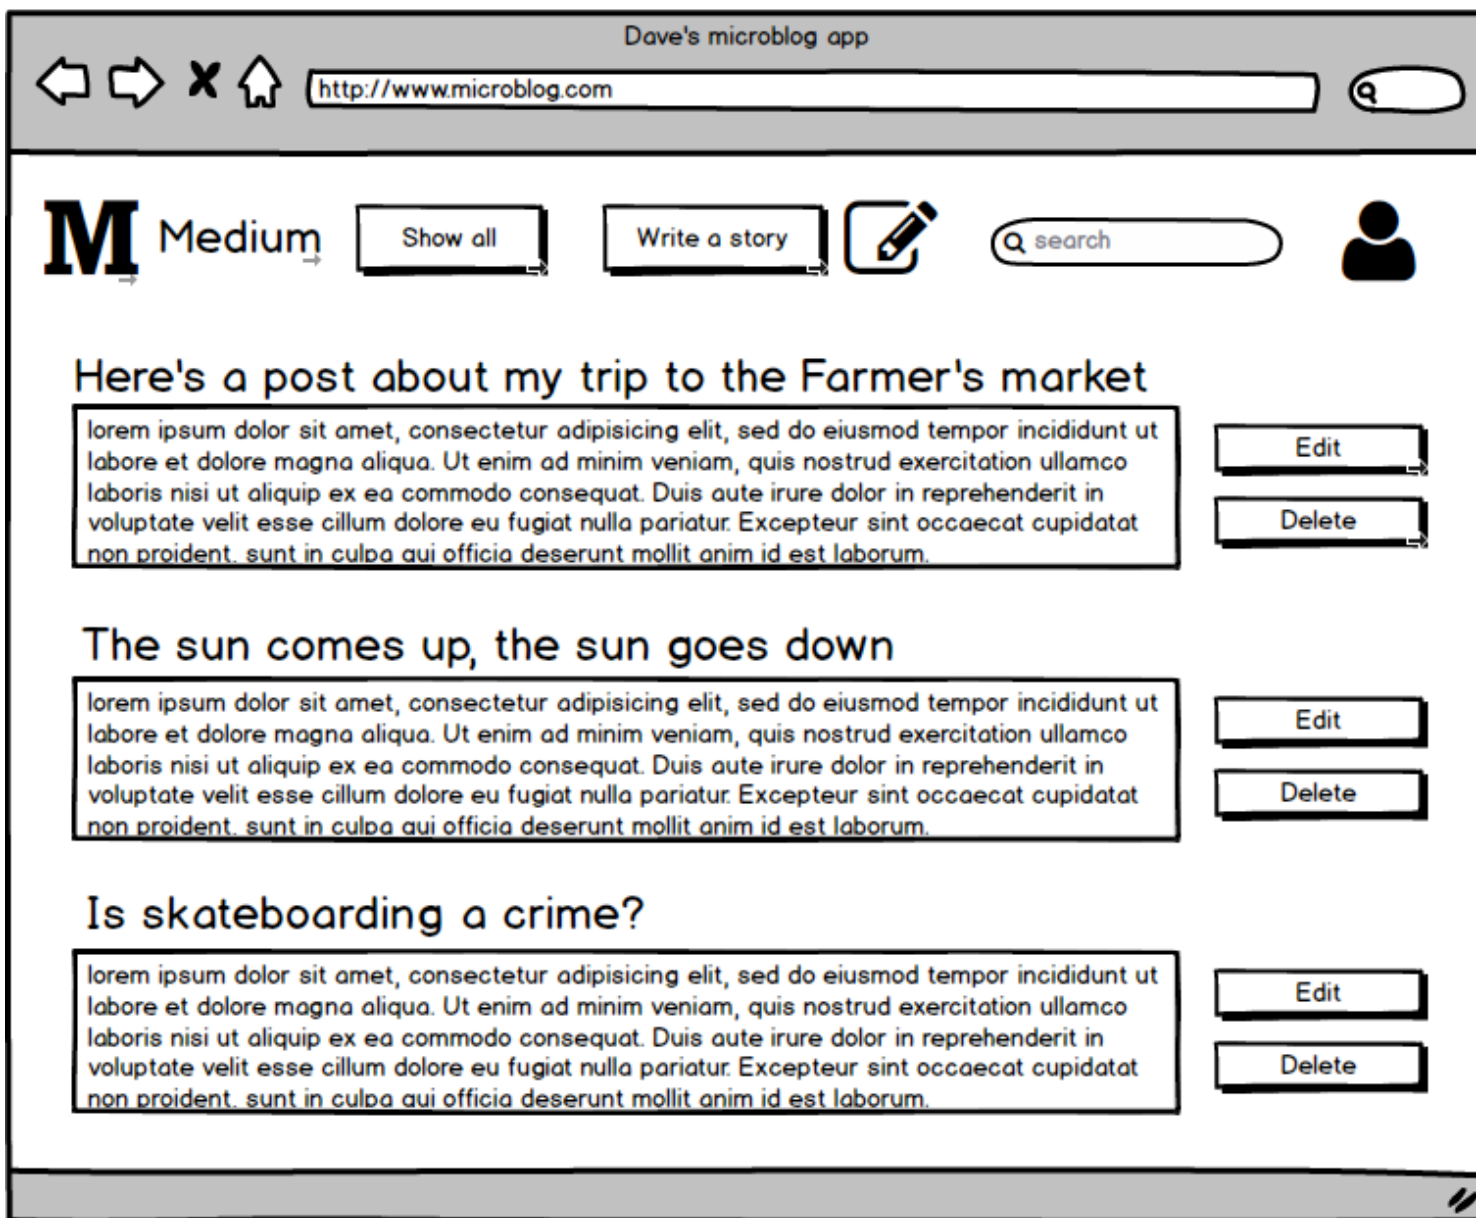 Dave's microblog app
http://www.microblog.com
M Medium Show all Write a story search
Here's a post about my trip to the Farmer's market
lorem ipsum dolor sit amet, consectetur adipisicing elit, sed do eiusmod tempor incididunt ut
labore et dolore magna aliqua. Ut enim ad minim veniam, quis nostrud exercitation ullamco
laboris nisi ut aliquip ex ea commodo consequat. Duis aute irure dolor in reprehenderit in
voluptate velit esse cillum dolore eu fugiat nulla pariatur. Excepteur sint occaecat cupidatat
non proident, sunt in culpa qui officia deserunt mollit anim id est laborum.
Edit
Delete
The sun comes up, the sun goes down
lorem ipsum dolor sit amet, consectetur adipisicing elit, sed do eiusmod tempor incididunt ut
labore et dolore magna aliqua. Ut enim ad minim veniam, quis nostrud exercitation ullamco
laboris nisi ut aliquip ex ea commodo consequat. Duis aute irure dolor in reprehenderit in
voluptate velit esse cillum dolore eu fugiat nulla pariatur. Excepteur sint occaecat cupidatat
non proident, sunt in culpa qui officia deserunt mollit anim id est laborum.
Edit
Delete
Is skateboarding a crime?
lorem ipsum dolor sit amet, consectetur adipisicing elit, sed do eiusmod tempor incididunt ut
labore et dolore magna aliqua. Ut enim ad minim veniam, quis nostrud exercitation ullamco
laboris nisi ut aliquip ex ea commodo consequat. Duis aute irure dolor in reprehenderit in
voluptate velit esse cillum dolore eu fugiat nulla pariatur. Excepteur sint occaecat cupidatat
non proident, sunt in culpa qui officia deserunt mollit anim id est laborum.
Edit
Delete